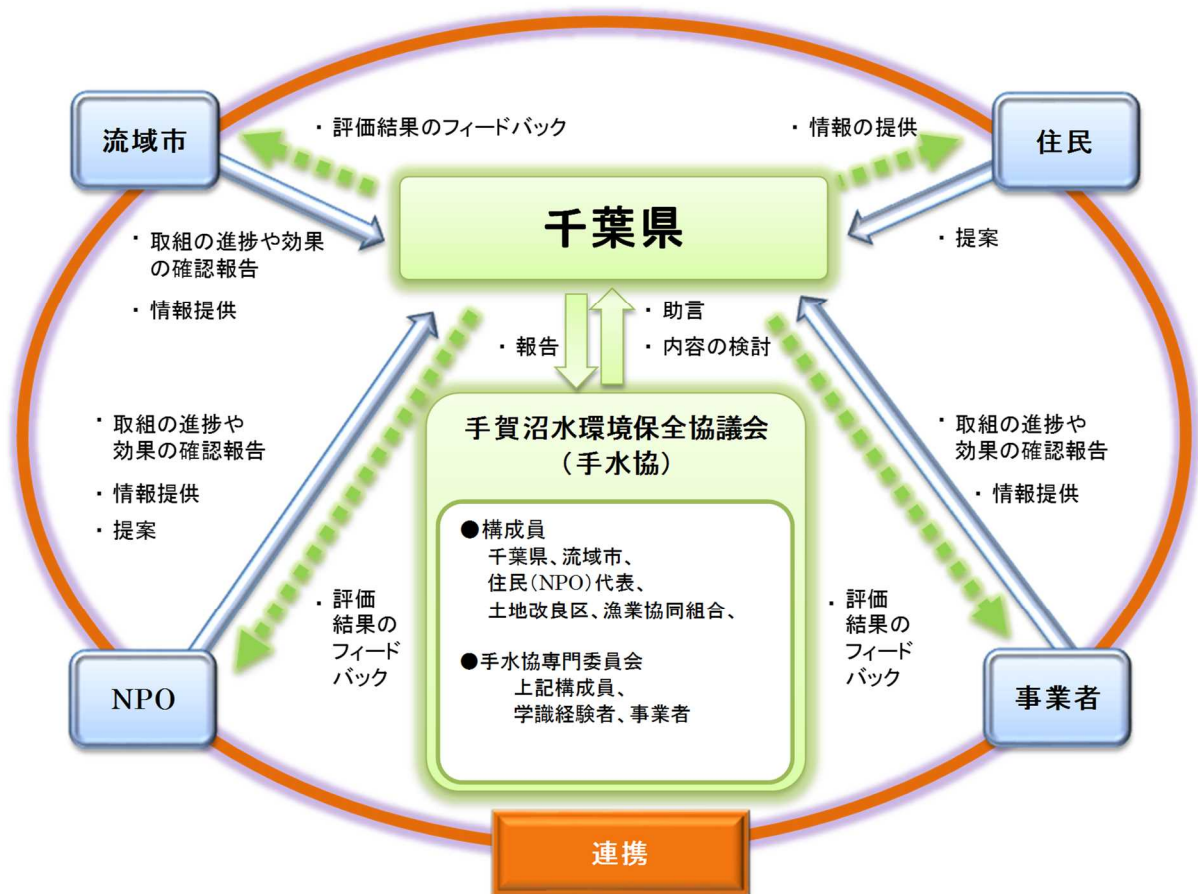 流域市
・評価結果のフィードバック
・情報の提供
住民
千葉県
・取組の進捗や効果
の確認報告
・情報提供
・提案
・報告
・助言
・内容の検討
・取組の進捗や
効果の確認報告
・情報提供
・提案
手賀沼水環境保全協議会
(手水協)
・取組の進捗や
効果の確認報告
・情報提供
●構成員
千葉県、流域市、
住民(NPO)代表、
土地改良区、漁業協同組合、
●手水協専門委員会
上記構成員、
学識経験者、事業者
・評価
結果の
フィード
バック
・評価
結果の
フィード
バック
NPO
事業者
連携